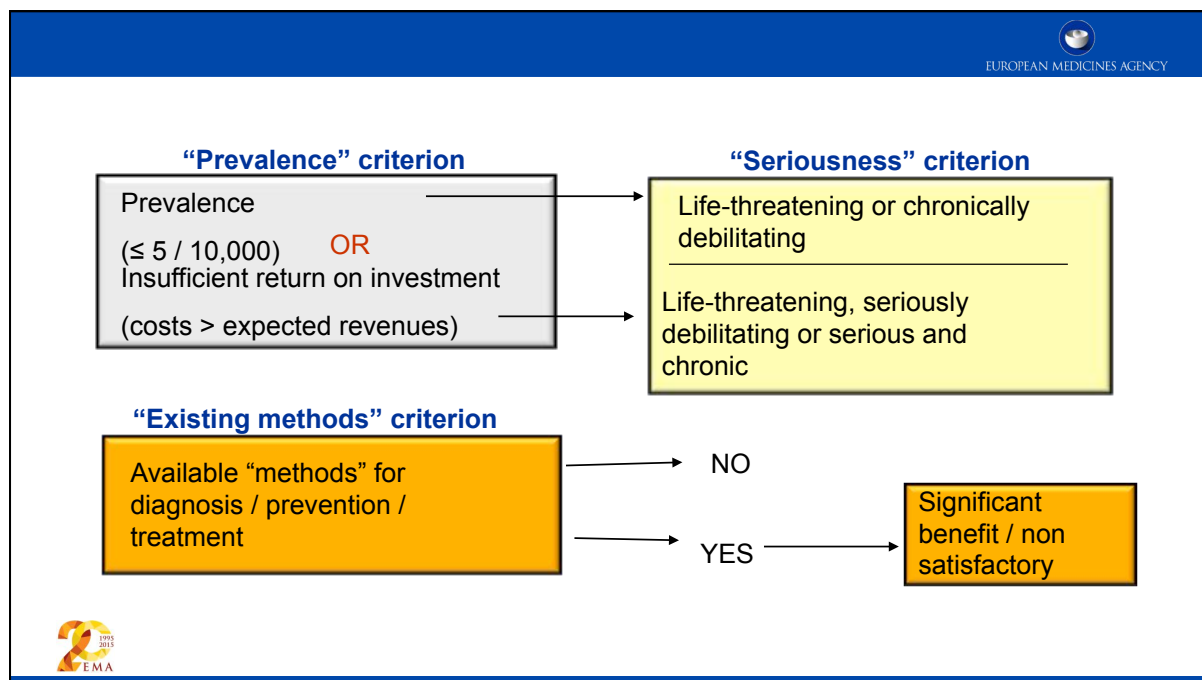 EUROPEAN MEDICINES AGENCY
“Prevalence” criterion
Prevalence
(≤ 5 / 10,000) OR
Insufficient return on investment
(costs > expected revenues)
“Seriousness” criterion
Life-threatening or chronically
debilitating
Life-threatening, seriously
debilitating or serious and
chronic
“Existing methods” criterion
Available “methods” for
diagnosis / prevention /
treatment
NO
YES
Significant
benefit / non
satisfactory
20
1995
2015
EMA